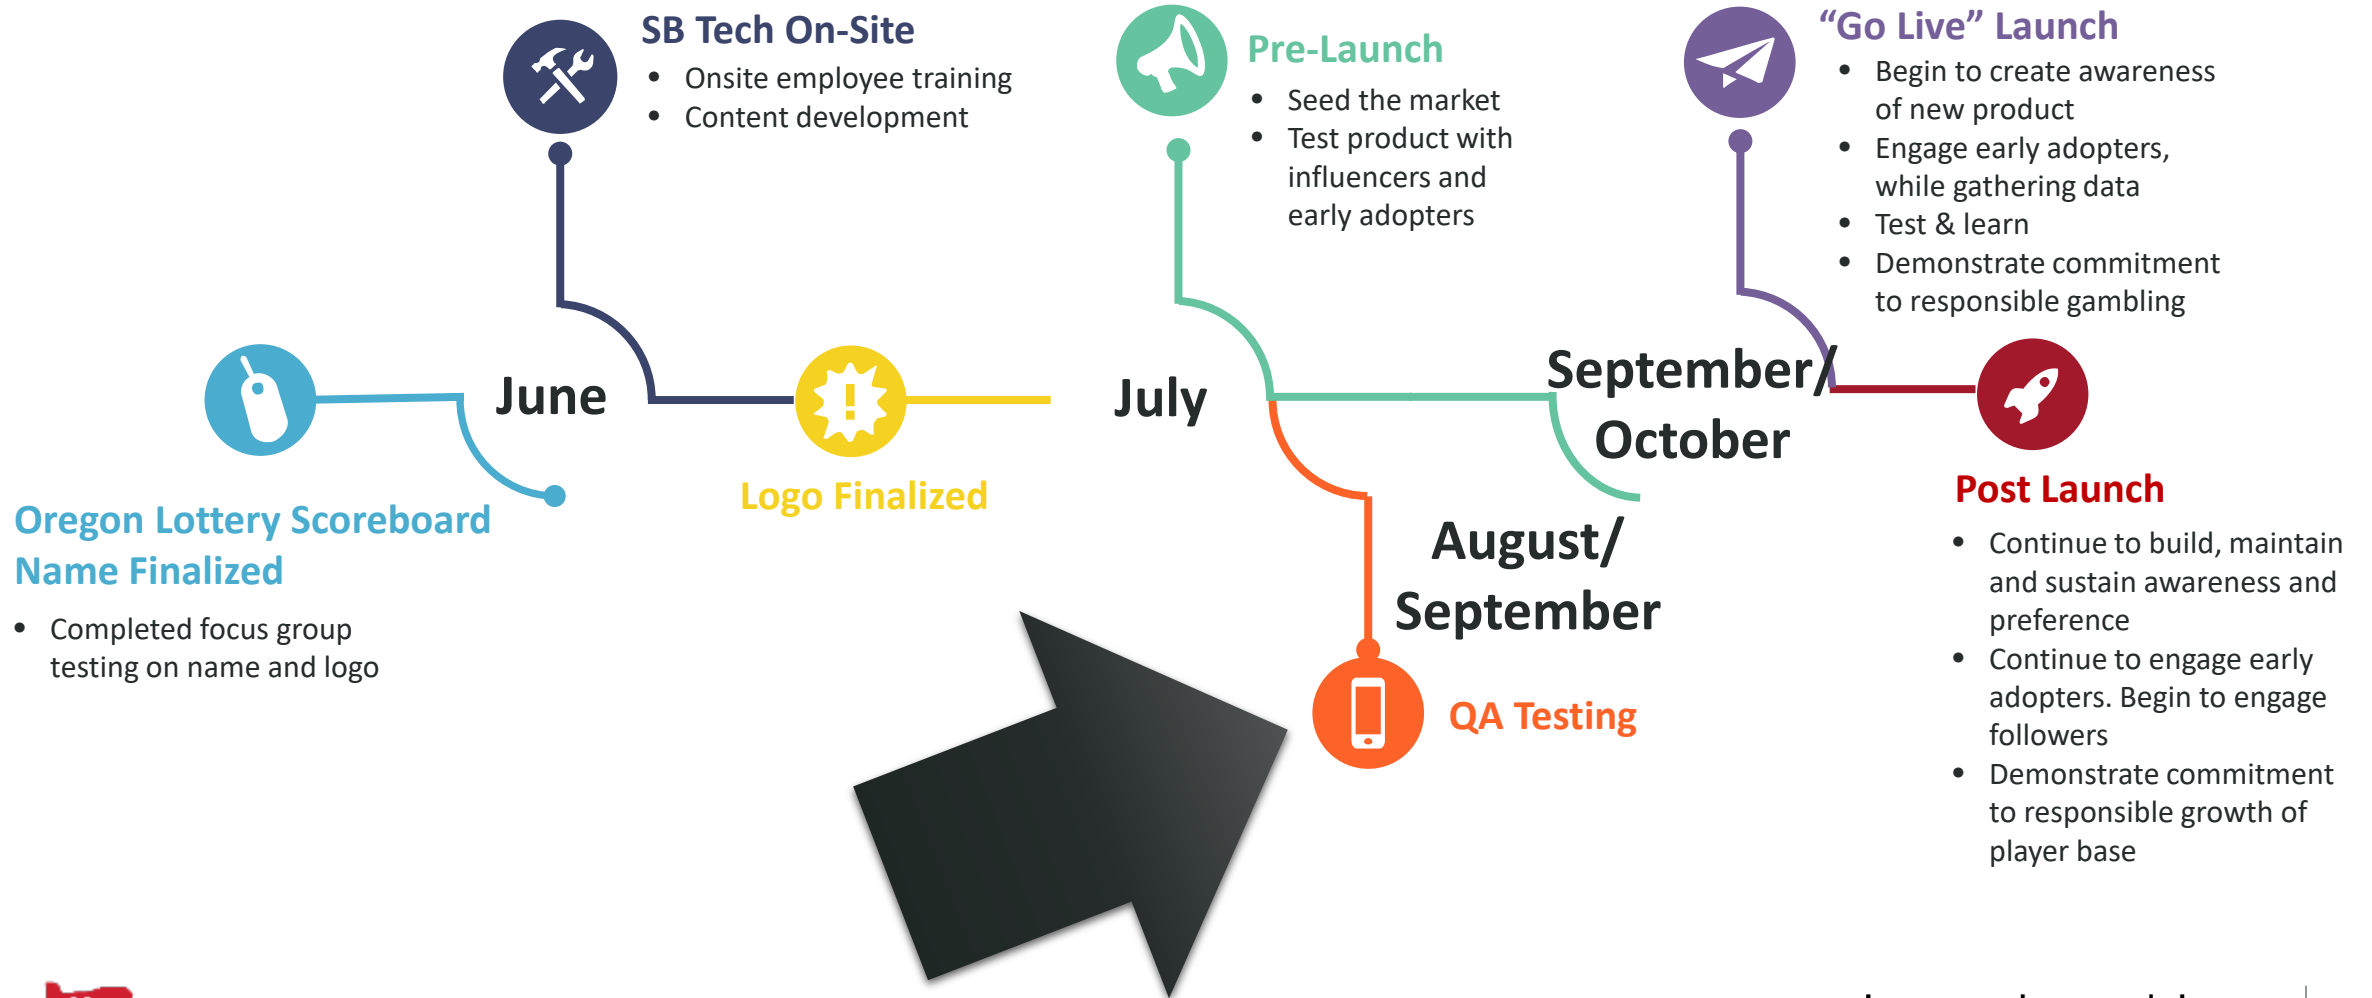 SB Tech On-Site
• Onsite employee training
• Content development
Pre-Launch
• Seed the market
• Test product with
influencers and
early adopters
“Go Live” Launch
• Begin to create awareness
of new product
• Engage early adopters,
while gathering data
• Test & learn
• Demonstrate commitment
to responsible gambling
June
July
September/
October
Oregon Lottery Scoreboard
Name Finalized
• Completed focus group
testing on name and logo
Logo Finalized
August/
September
QA Testing
Post Launch
• Continue to build, maintain
and sustain awareness and
preference
• Continue to engage early
adopters. Begin to engage
followers
• Demonstrate commitment
to responsible growth of
player base